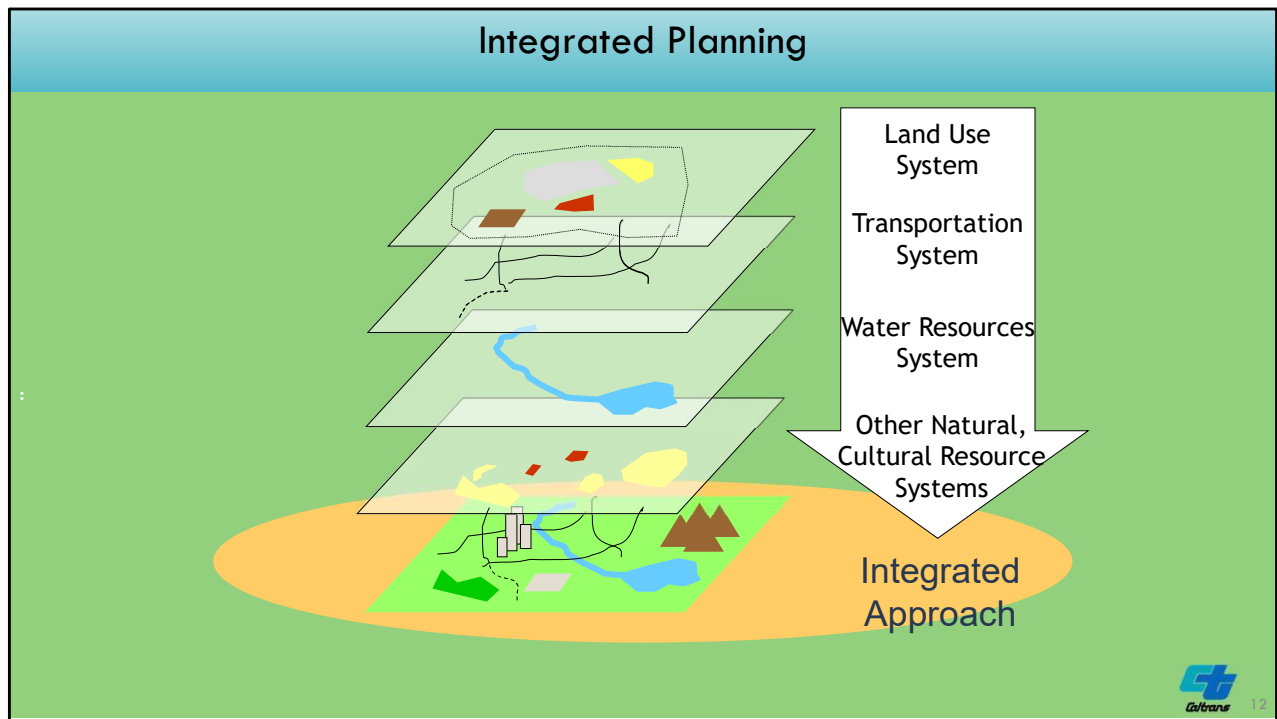 Integrated Planning
Land Use
System
Transportation
System
Water Resources
System
:
Other Natural,
Cultural Resource
Systems
Integrated
Approach
Caltrans
12